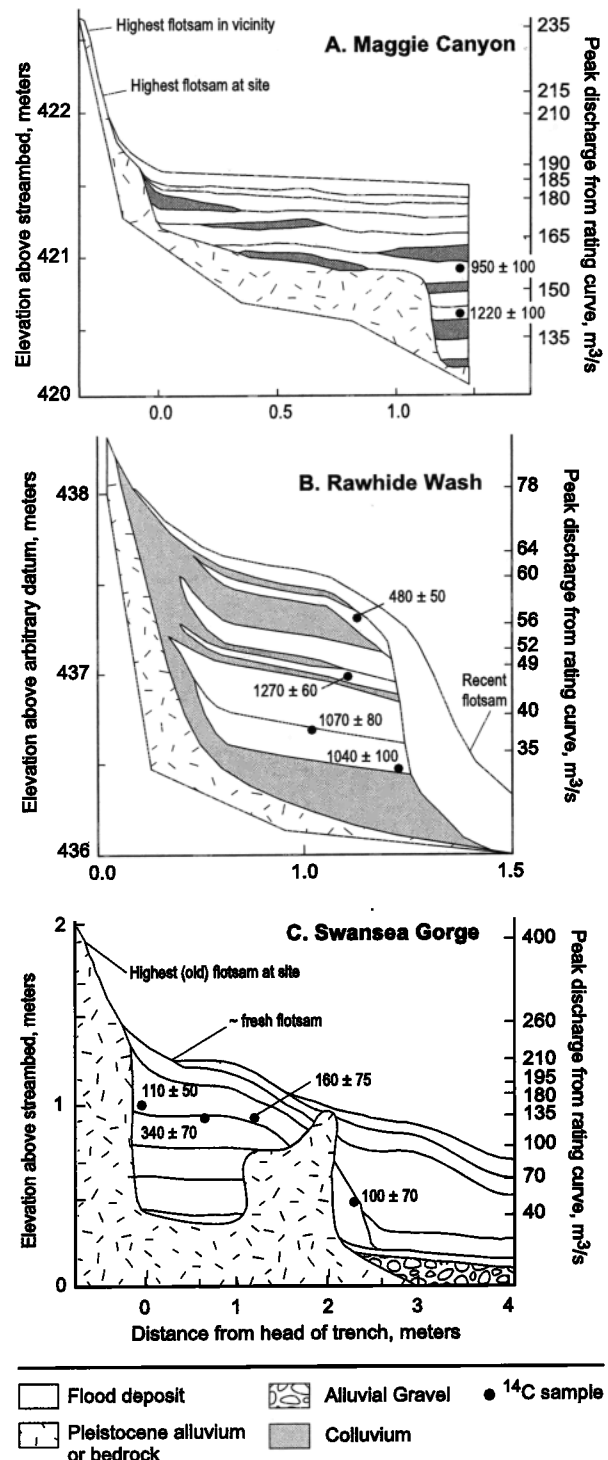 A. Maggie Canyon
Highest flotsam in vicinity
Highest flotsam at site
Elevation above streambed, meters
422
421
420
0.0
0.5
1.0
950 ± 100
1220 ± 100
235
215
210
190
185
180
165
150
135
Peak discharge from rating curve, m³/s
B. Rawhide Wash
Elevation above arbitrary datum, meters
438
437
436
0.0
1.0
1.5
480 ± 50
1270 ± 60
1070 ± 80
1040 ± 100
Recent
flotsam
78
64
60
56
52
49
40
35
Peak discharge from rating curve, m³/s
C. Swansea Gorge
Highest (old) flotsam at site
~ fresh flotsam
Elevation above streambed, meters
2
1
0
110 ± 50
160 ± 75
340 ± 70
100 ± 70
400
260
210
195
180
135
100
70
40
Peak discharge from rating curve, m³/s
0
1
2
3
4
Distance from head of trench, meters
Flood deposit
Alluvial Gravel
¹⁴C sample
Pleistocene alluvium
or bedrock
Colluvium